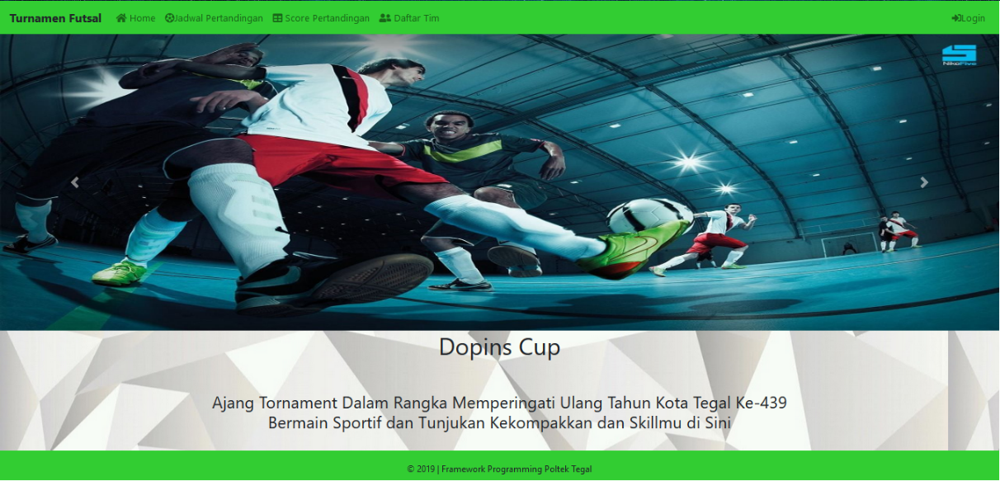 Turnamen Futsal Home Jadwal Pertandingan Score Pertandingan Daftar Tim Login
NikeFive
Dopins Cup
Ajang Tornament Dalam Rangka Memperingati Ulang Tahun Kota Tegal Ke-439
Bermain Sportif dan Tunjukan Kekompakkan dan Skillmu di Sini
© 2019 | Framework Programming Poltek Tegal